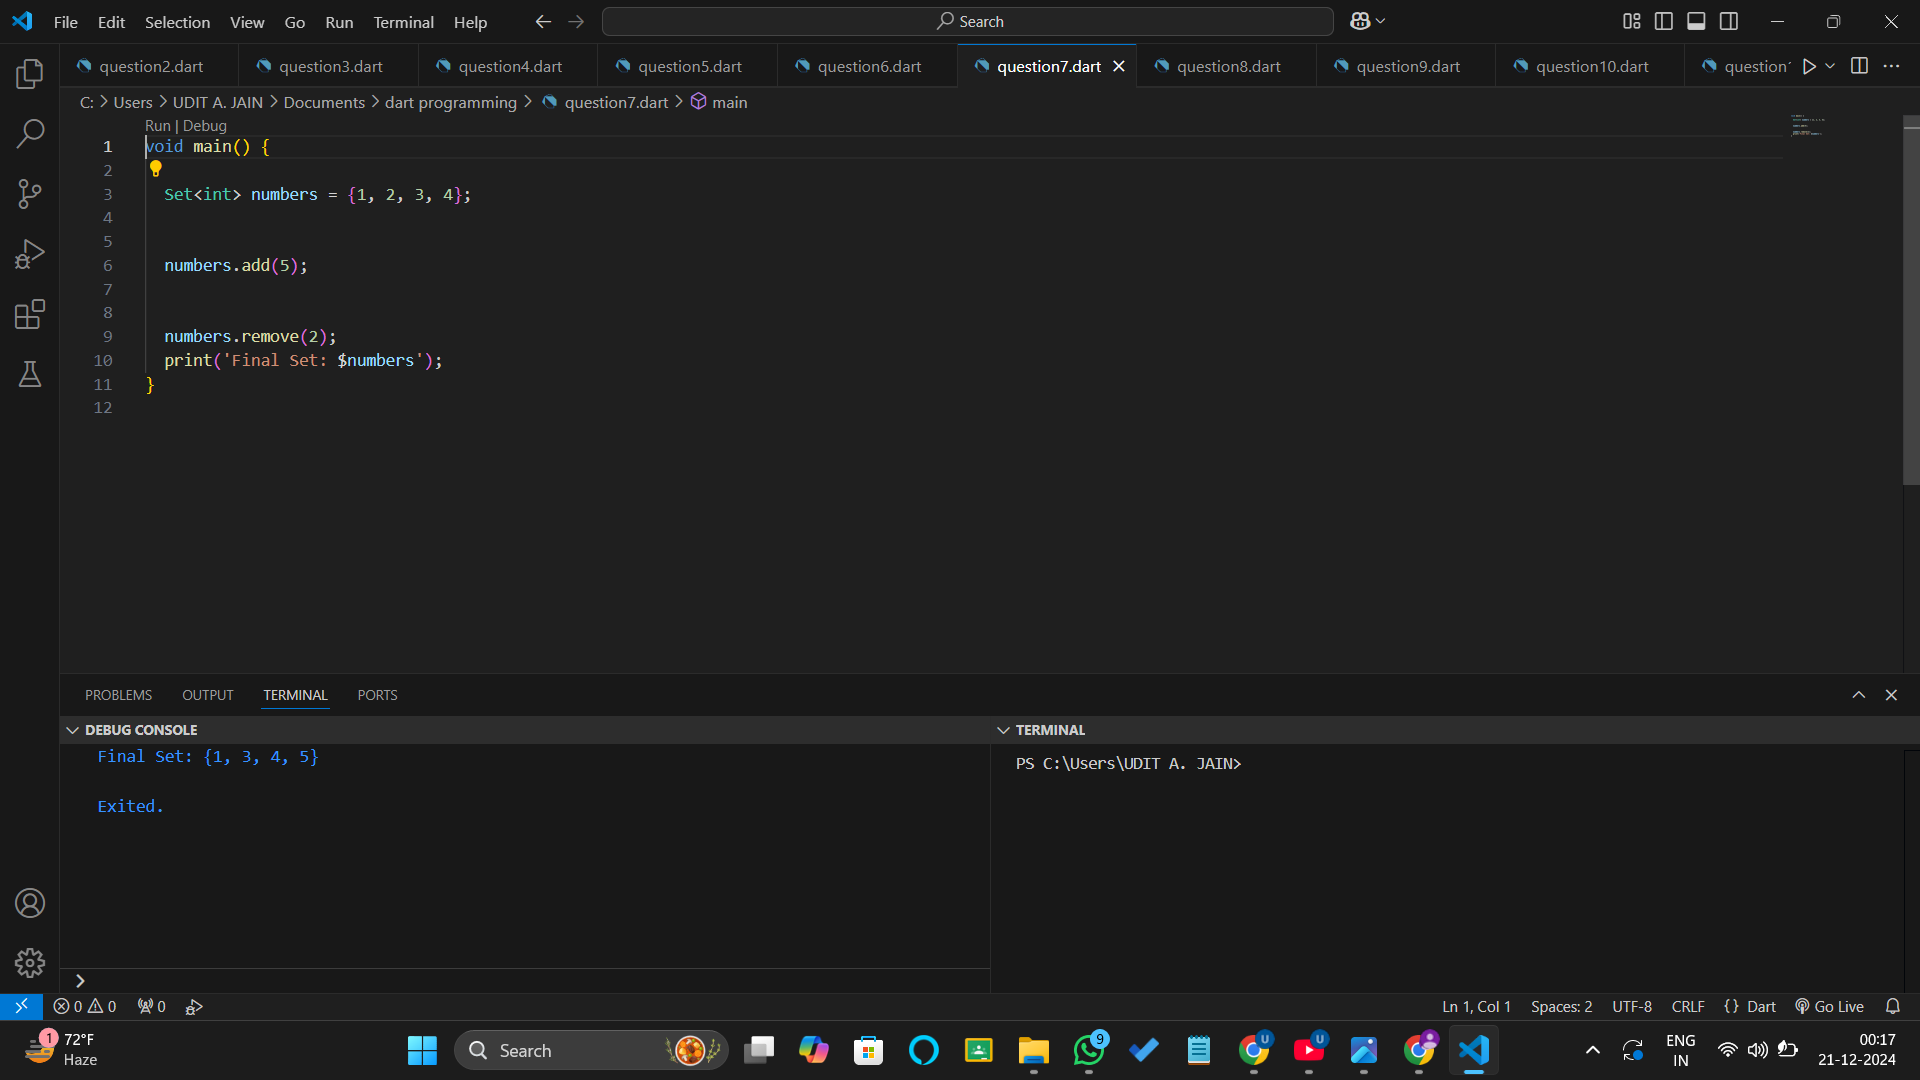 File Edit Selection View Go Run Terminal Help Search
question2.dart question3.dart question4.dart question5.dart question6.dart question7.dart question8.dart question9.dart question10.dart question1
C: > Users > UDIT A. JAIN > Documents > dart programming > question7.dart > main
Run | Debug
1 void main() {
2
3 Set<int> numbers = {1, 2, 3, 4};
4
5
6 numbers.add(5);
7
8
9 numbers.remove(2);
10 print('Final Set: $numbers');
11 }
12
PROBLEMS OUTPUT TERMINAL PORTS
DEBUG CONSOLE
Final Set: {1, 3, 4, 5}
Exited.
TERMINAL
PS C:\Users\UDIT A. JAIN>
0 0 0 Ln 1, Col 1 Spaces: 2 UTF-8 CRLF {} Dart Go Live
1 72°F
Haze
Search
9
U
U
ENG
IN
00:17
21-12-2024